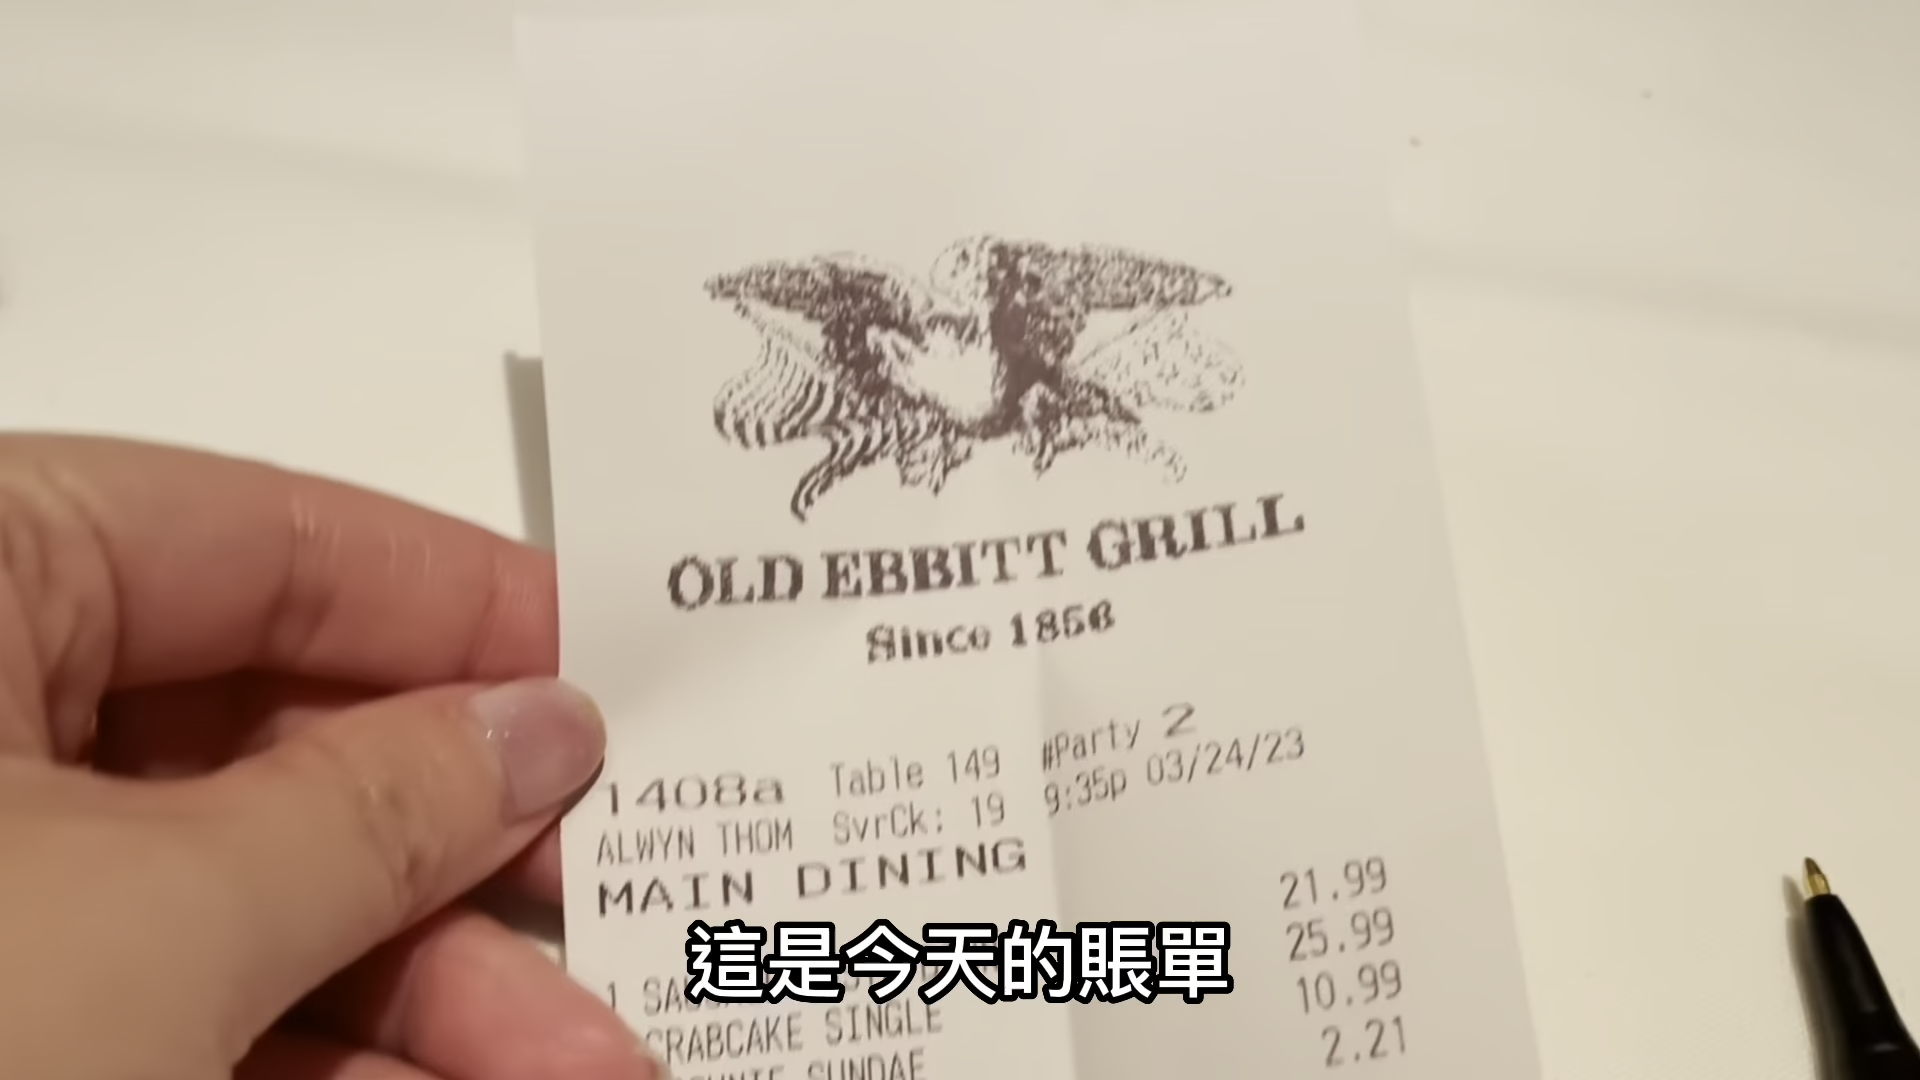 OLD EBBITT GRILL
Since 1856
1408a Table 149 #Party 2
ALWYN THOM SvrCk: 19 9:35p 03/24/23
MAIN DINING
1 21.99
CRABCAKE SINGLE 25.99
SUNDAE 10.99
2.21
這是今天的賬單